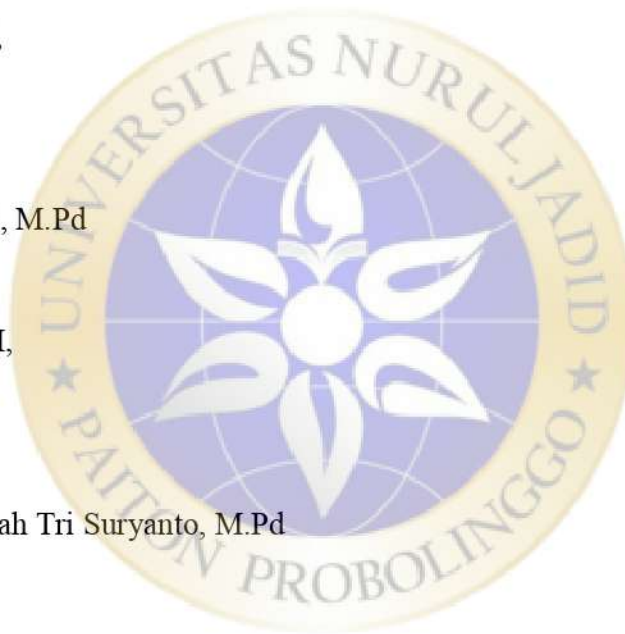 ,
, M.Pd
I,
ah Tri Suryanto, M.Pd
UNIVERSITAS NURUL JADID
★ PAITON PROBOLINGGO ★